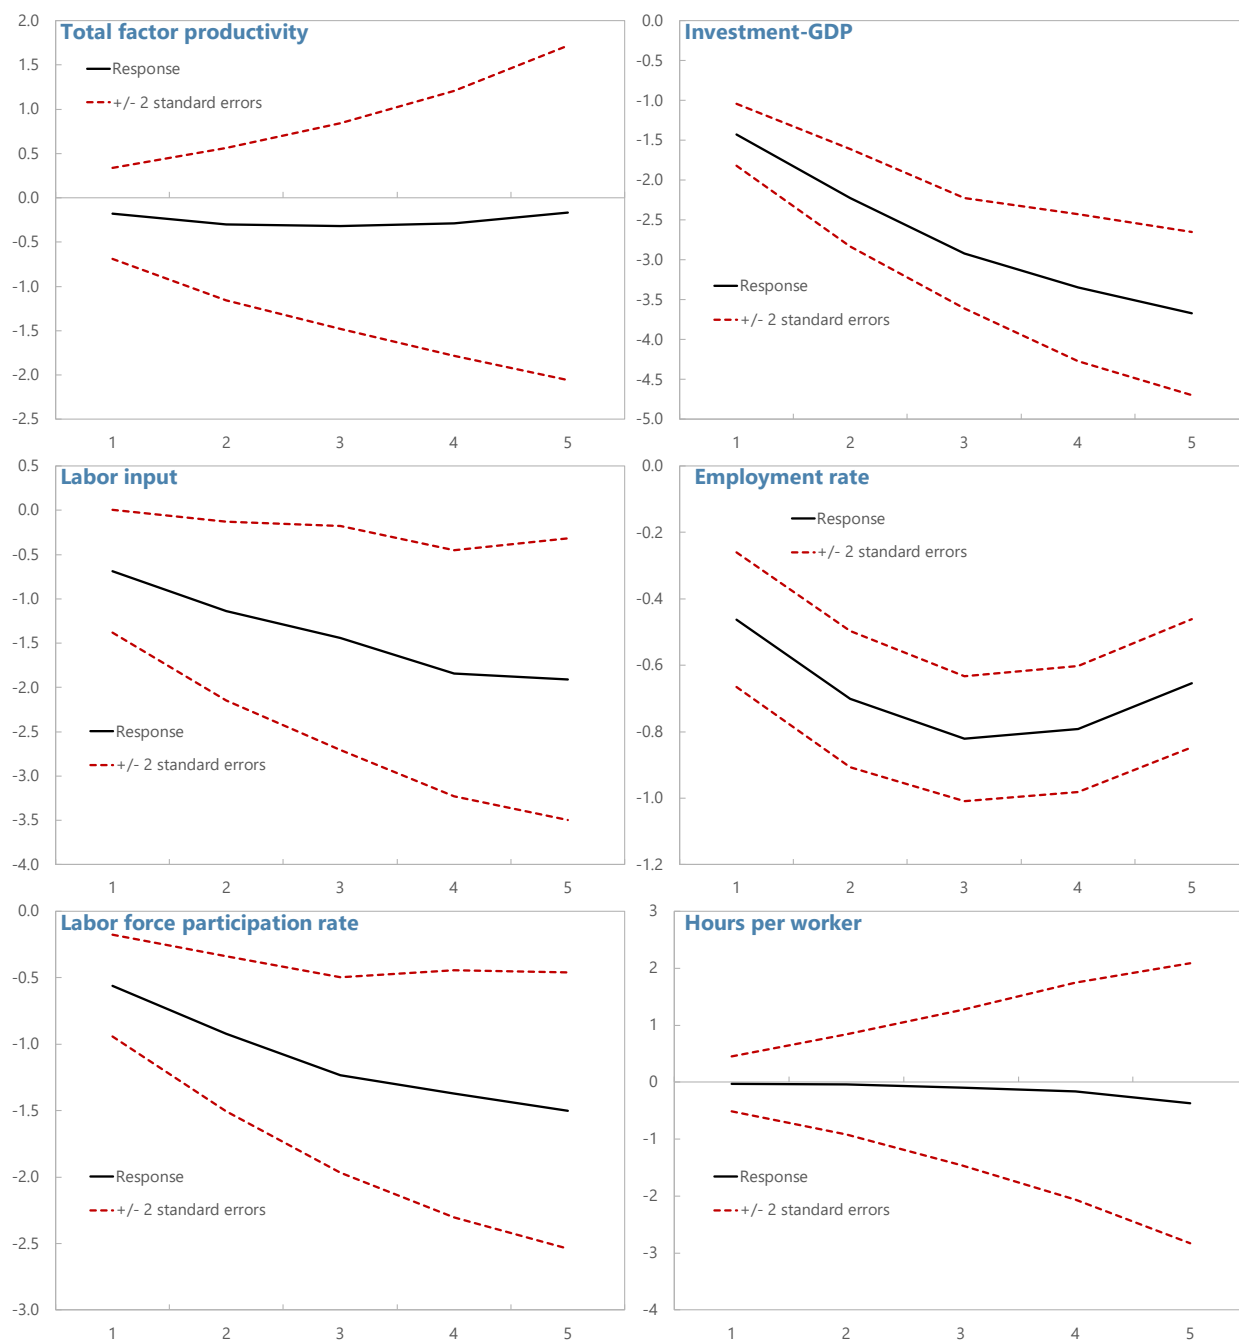 Total factor productivity
2.0
1.5
1.0
0.5
0.0
-0.5
-1.0
-1.5
-2.0
-2.5
Response
+/- 2 standard errors
1 2 3 4 5
Investment-GDP
0.0
-0.5
-1.0
-1.5
-2.0
-2.5
-3.0
-3.5
-4.0
-4.5
-5.0
Response
+/- 2 standard errors
1 2 3 4 5
Labor input
0.5
0.0
-0.5
-1.0
-1.5
-2.0
-2.5
-3.0
-3.5
-4.0
Response
+/- 2 standard errors
1 2 3 4 5
Employment rate
0.0
-0.2
-0.4
-0.6
-0.8
-1.0
-1.2
Response
+/- 2 standard errors
1 2 3 4 5
Labor force participation rate
0.0
-0.5
-1.0
-1.5
-2.0
-2.5
-3.0
Response
+/- 2 standard errors
1 2 3 4 5
Hours per worker
3
2
1
0
-1
-2
-3
-4
Response
+/- 2 standard errors
1 2 3 4 5